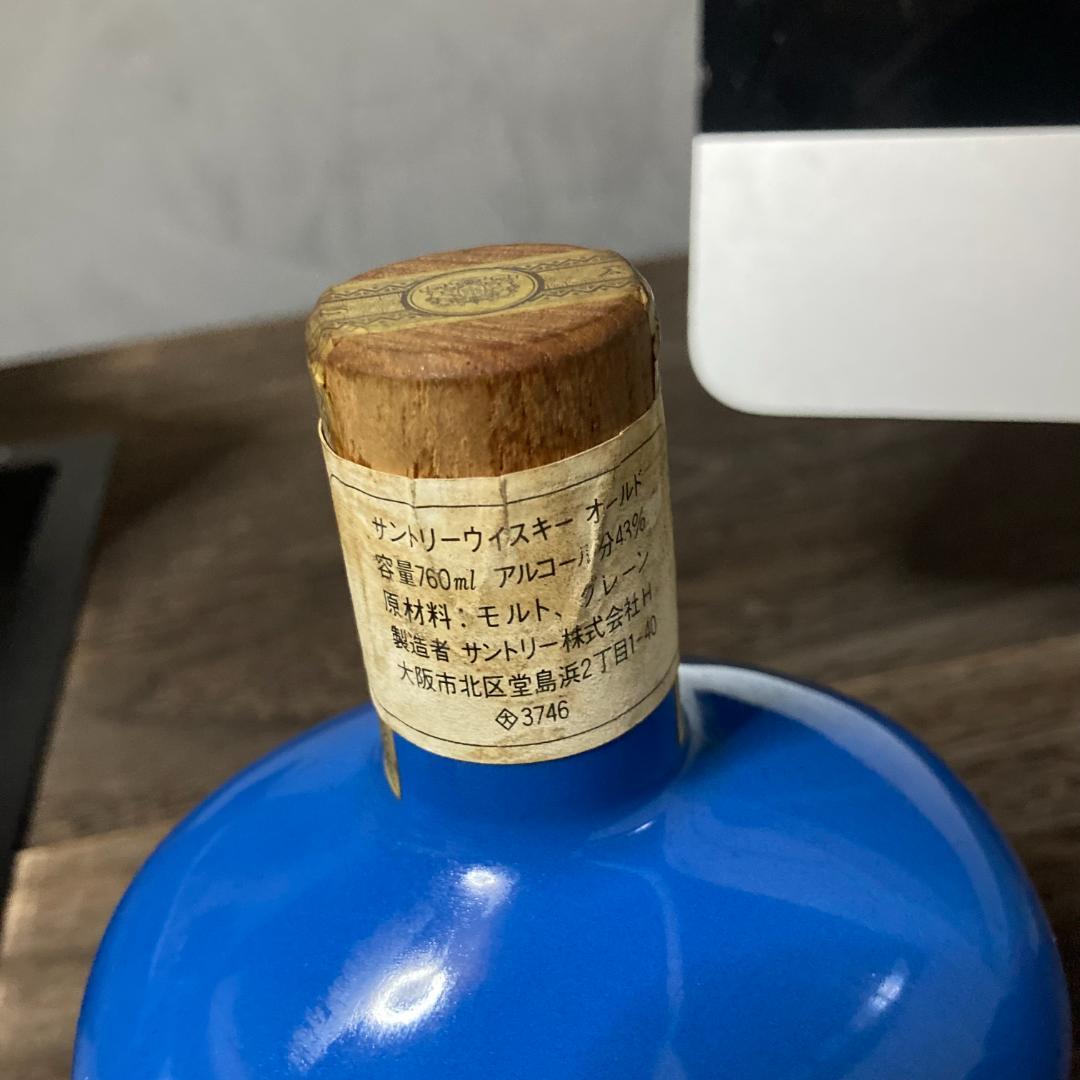 サントリーウイスキー オールド
容量760ml アルコール分43%
原材料：モルト、グレーン
製造者 サントリー株式会社H
大阪市北区堂島浜2丁目1-40
3746